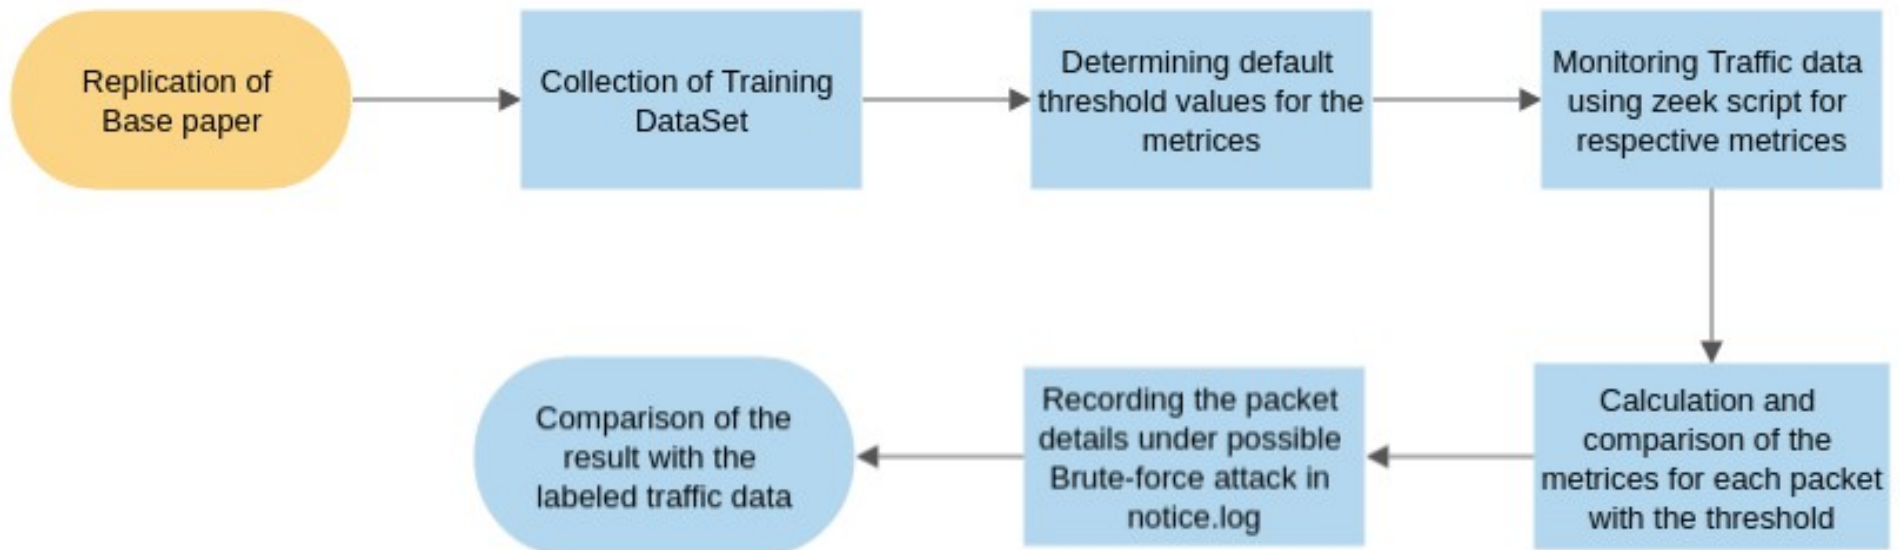 Replication of
Base paper
Collection of Training
DataSet
Determining default
threshold values for the
metrices
Monitoring Traffic data
using zeek script for
respective metrices
Calculation and
comparison of the
metrices for each packet
with the threshold
Recording the packet
details under possible
Brute-force attack in
notice.log
Comparison of the
result with the
labeled traffic data